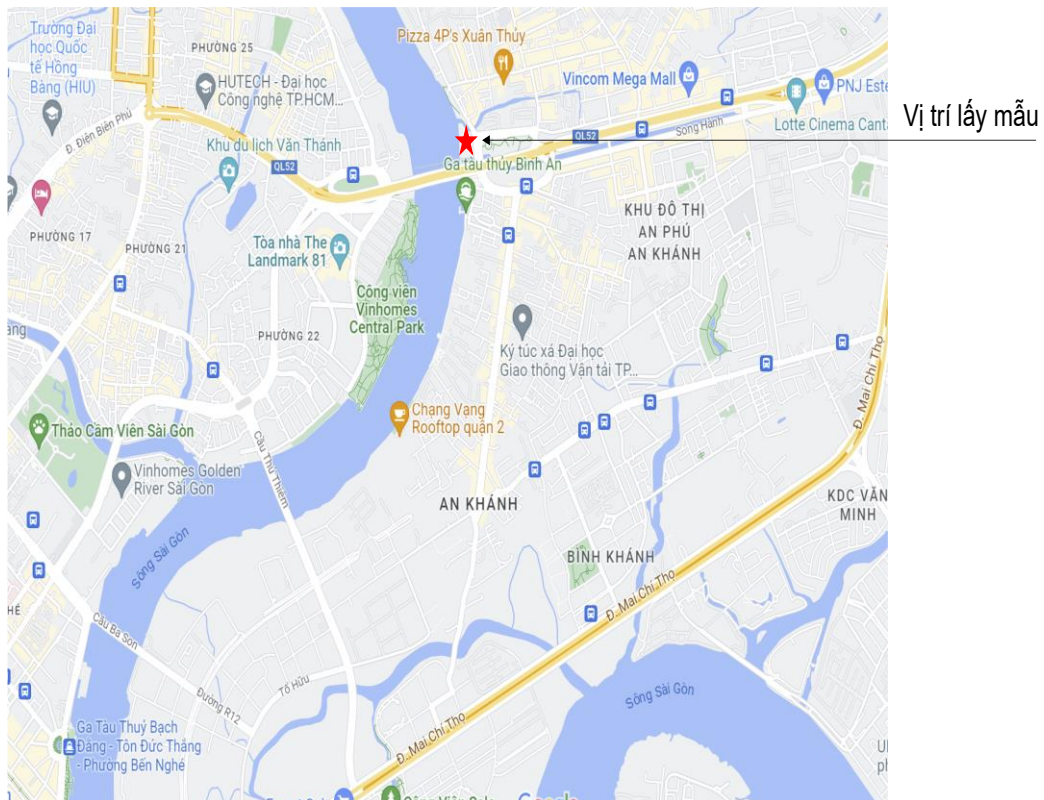 Trường Đại
học Quốc
tế Hồng
Bàng (HIU)
PHƯỜNG 25
Pizza 4P's Xuân Thủy
HUTECH - Đại học
Công nghệ TP.HCM...
Vincom Mega Mall
PNJ Este
Vị trí lấy mẫu
Đ. Điện Biên Phủ
Lotte Cinema Canta
Song Hành
QL52
Khu du lịch Văn Thánh
QL52
Ga tàu thủy Bình An
KHU ĐÔ THỊ
AN PHÚ
AN KHÁNH
PHƯỜNG 17
PHƯỜNG 21
Tòa nhà The
Landmark 81
Công viên
Vinhomes
Central Park
PHƯỜNG 22
ang
Ký túc xá Đại học
Giao thông Vận tải TP...
Đ. Mai Chí Thọ
Chạng Vạng
Rooftop quận 2
Thảo Cầm Viên Sài Gòn
Cầu Thủ Thiêm
Vinhomes Golden
River Sài Gòn
AN KHÁNH
KDC VĂN
MINH
Sông Sài Gòn
BÌNH KHÁNH
Đ. Mai Chí Thọ
HÉ
Cầu Ba Son
Tố Hữu
Sông Sài Gòn
Đường R12
Ga Tàu Thuỷ Bạch
Đằng - Tôn Đức Thắng
- Phường Bến Nghé
Đ. Mai Chí Thọ
UI
ph
Google